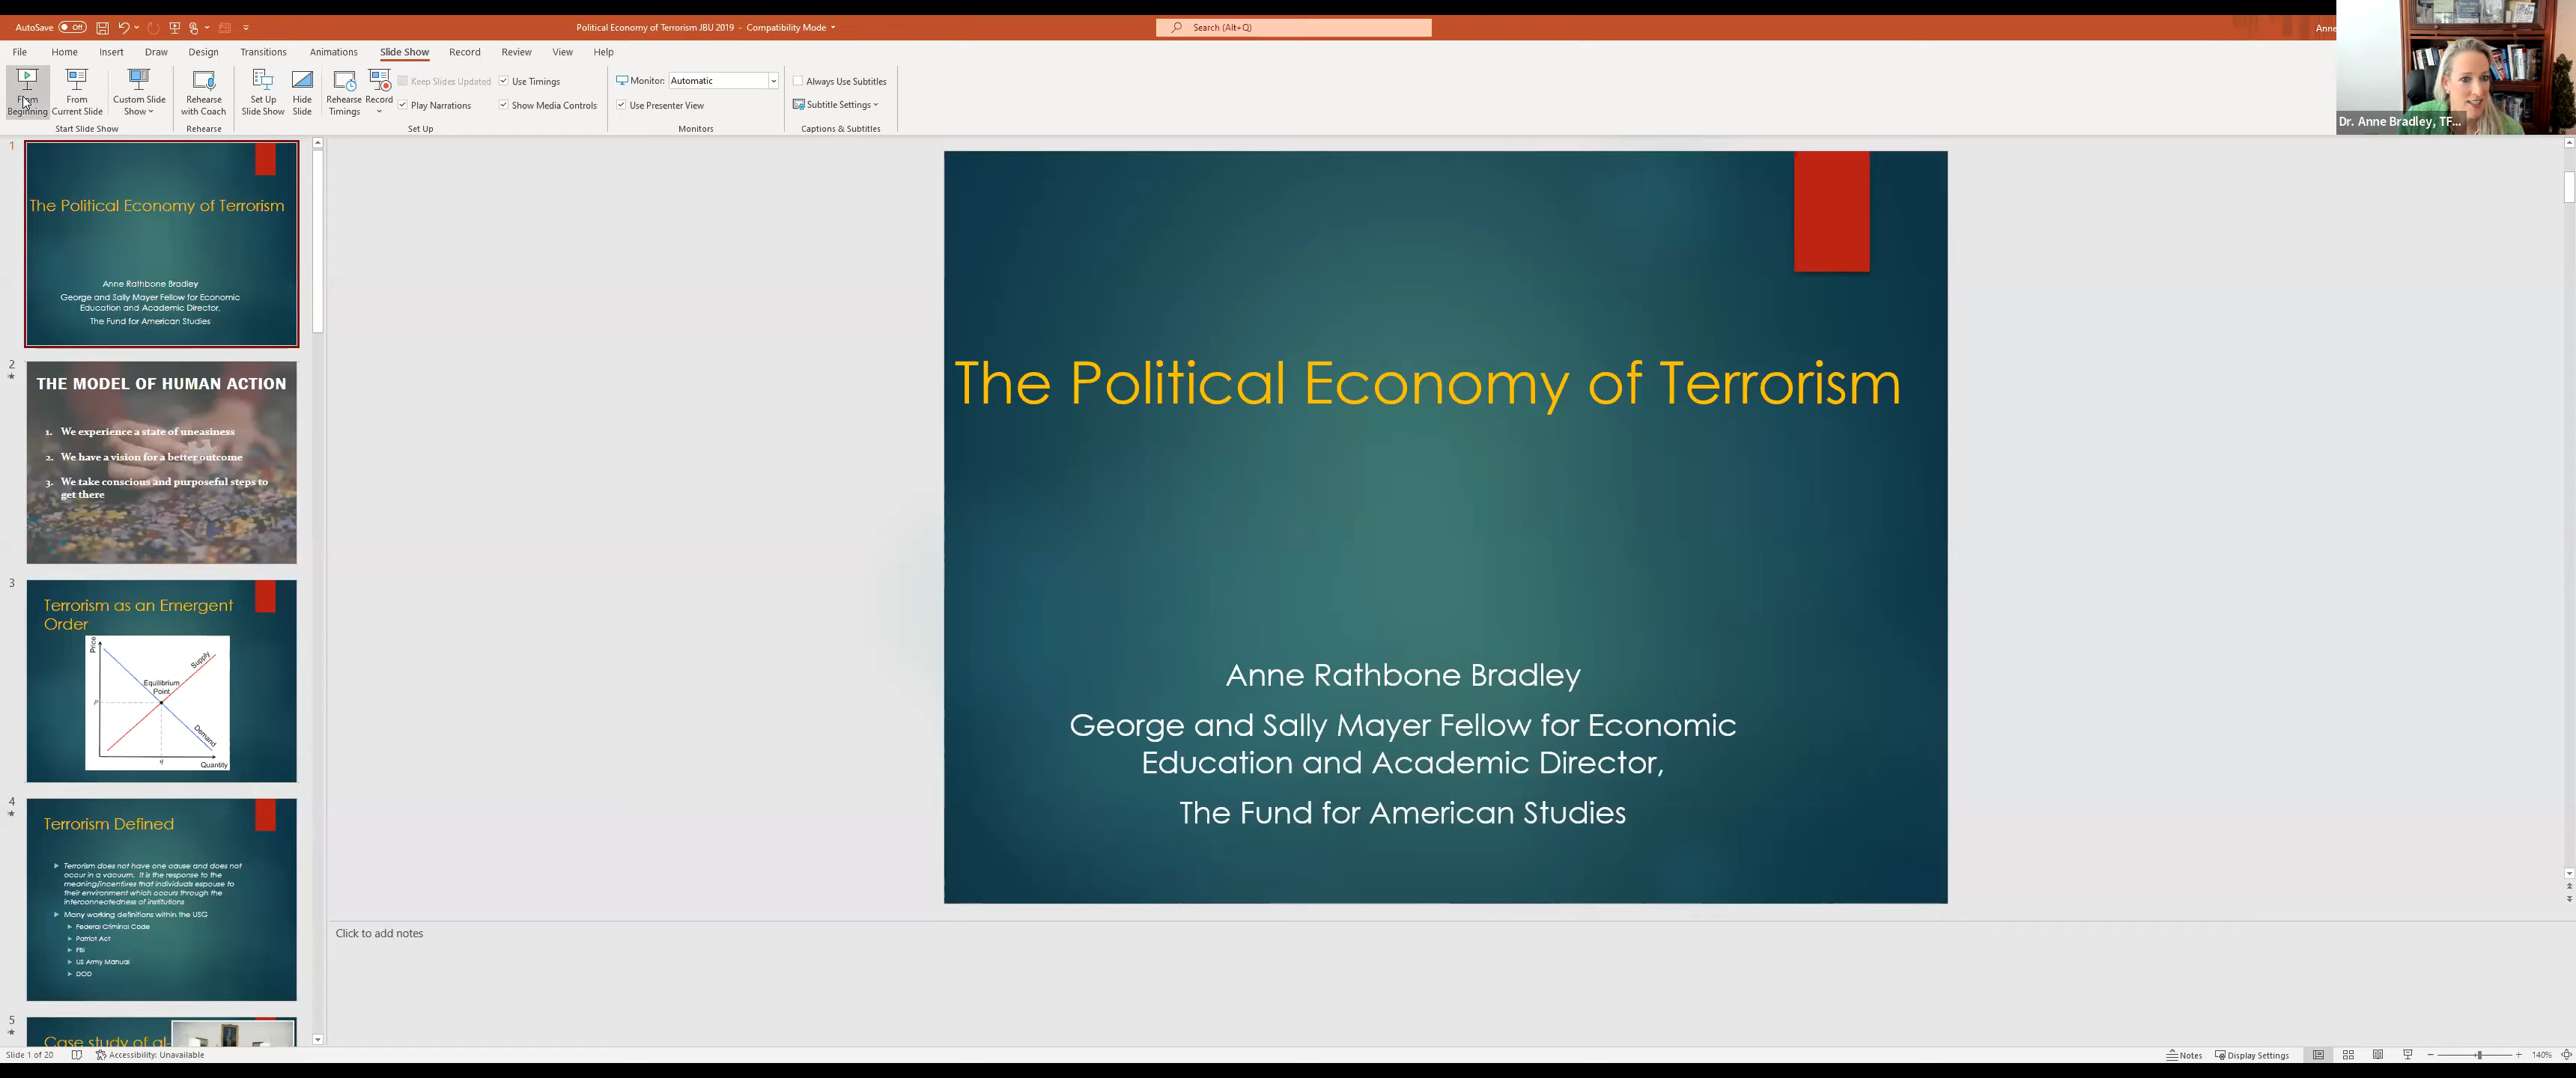 AutoSave Off
Political Economy of Terrorism JBU 2019 - Compatibility Mode
Search (Alt+Q)
Anne
File Home Insert Draw Design Transitions Animations Slide Show Record Review View Help
From Beginning
From Current Slide
Custom Slide Show
Start Slide Show
Rehearse with Coach
Rehearse
Set Up Slide Show
Hide Slide
Rehearse Timings
Record
Keep Slides Updated
Use Timings
Play Narrations
Show Media Controls
Set Up
Monitor: Automatic
Use Presenter View
Monitors
Always Use Subtitles
Subtitle Settings
Captions & Subtitles
Dr. Anne Bradley, TF...
1
The Political Economy of Terrorism
Anne Rathbone Bradley
George and Sally Mayer Fellow for Economic
Education and Academic Director,
The Fund for American Studies
2
THE MODEL OF HUMAN ACTION
1. We experience a state of uneasiness
2. We have a vision for a better outcome
3. We take conscious and purposeful steps to
get there
3
Terrorism as an Emergent
Order
Price
Supply
Equilibrium
Point
P
Demand
q
Quantity
4
Terrorism Defined
Terrorism does not have one cause and does not
occur in a vacuum. It is the response to the
meaning/incentives that individuals espouse to
their environment which occurs through the
interconnectedness of institutions
Many working definitions within the USG
Federal Criminal Code
Patriot Act
FBI
US Army Manual
DOD
5
Case study of al-
The Political Economy of Terrorism
Anne Rathbone Bradley
George and Sally Mayer Fellow for Economic
Education and Academic Director,
The Fund for American Studies
Click to add notes
Slide 1 of 20
Accessibility: Unavailable
Notes
Display Settings
140%